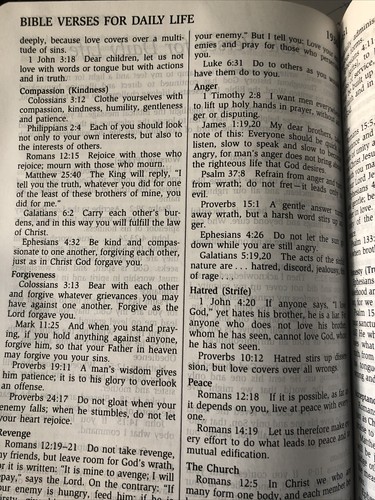 BIBLE VERSES FOR DAILY LIFE
deeply, because love covers over a multi-
tude of sins.
1 John 3:18 Dear children, let us not
love with words or tongue but with actions
and in truth.
Compassion (Kindness)
Colossians 3:12 Clothe yourselves with
compassion, kindness, humility, gentleness
and patience.
Philippians 2:4 Each of you should look
not only to your own interests, but also to
the interests of others.
Romans 12:15 Rejoice with those who
rejoice; mourn with those who mourn.
Matthew 25:40 The King will reply, "I
tell you the truth, whatever you did for one
of the least of these brothers of mine, you
did for me."
Galatians 6:2 Carry each other's bur-
dens, and in this way you will fulfill the law
of Christ.
Ephesians 4:32 Be kind and compas-
sionate to one another, forgiving each other,
just as in Christ God forgave you.
Forgiveness
Colossians 3:13 Bear with each other
and forgive whatever grievances you may
have against one another. Forgive as the
Lord forgave you.
Mark 11:25 And when you stand pray-
ing, if you hold anything against anyone,
forgive him, so that your Father in heaven
may forgive you your sins.
Proverbs 19:11 A man's wisdom gives
him patience; it is to his glory to overlook
an offense.
Proverbs 24:17 Do not gloat when your
enemy falls; when he stumbles, do not let
your heart rejoice.
Revenge
Romans 12:19–21 Do not take revenge,
my friends, but leave room for God's wrath,
for it is written: "It is mine to avenge; I will
repay," says the Lord. On the contrary: "If
your enemy is hungry, feed him; if he is
your enemy." But I tell you: Love your
emies and pray for those who
you.
Luke 6:31 Do to others as you w
have them do to you.
Anger
1 Timothy 2:8 I want men everyw
to lift up holy hands in prayer, without
ger or disputing.
James 1:19,20 My dear brothers,
note of this: Everyone should be quick
listen, slow to speak and slow to beco
angry, for man's anger does not bring
the righteous life that God desires.
Psalm 37:8 Refrain from anger and
from wrath; do not fret—it leads only
evil.
Proverbs 15:1 A gentle answer
away wrath, but a harsh word stirs up
ger.
Ephesians 4:26 Do not let the sun
down while you are still angry.
Galatians 5:19,20 The acts of the
nature are . . . hatred, discord, jealousy,
of rage . . .
Hatred (Strife)
1 John 4:20 If anyone says, "I love
God," yet hates his brother, he is a liar.
anyone who does not love his brother,
whom he has seen, cannot love God, who
he has not seen.
Proverbs 10:12 Hatred stirs up dissen-
sion, but love covers over all wrongs.
Peace
Romans 12:18 If it is possible, as far a
it depends on you, live at peace with every
one.
Romans 14:19 Let us therefore make ev
ery effort to do what leads to peace and
mutual edification.
The Church
Romans 12:5 In Christ we who
many form one body, and each member